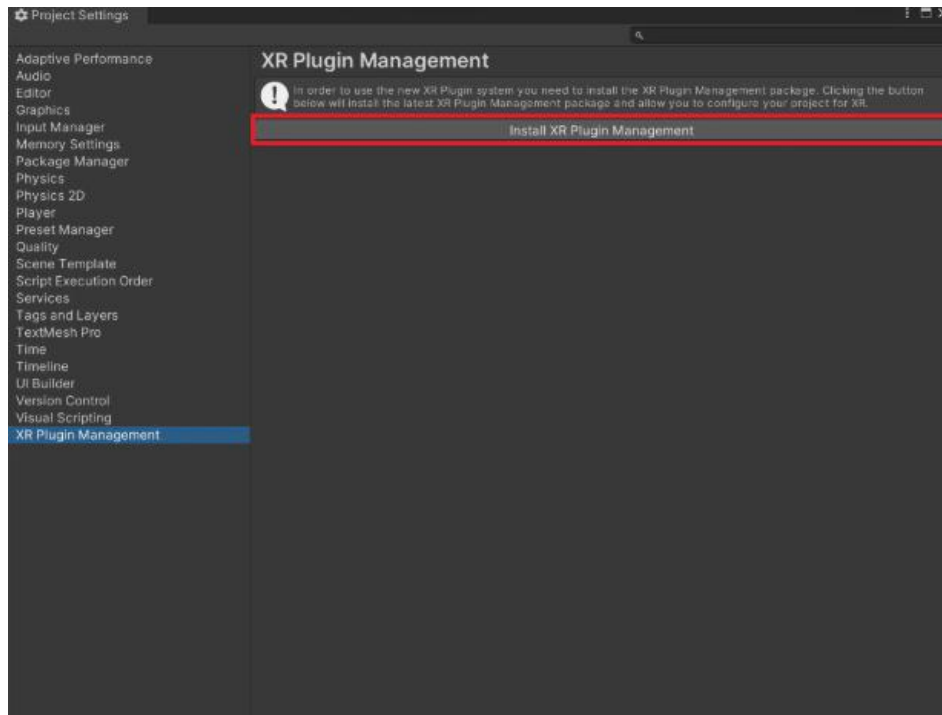 Project Settings
Adaptive Performance
Audio
Editor
Graphics
Input Manager
Memory Settings
Package Manager
Physics
Physics 2D
Player
Preset Manager
Quality
Scene Template
Script Execution Order
Services
Tags and Layers
TextMesh Pro
Time
Timeline
UI Builder
Version Control
Visual Scripting
XR Plugin Management
XR Plugin Management
In order to use the new XR Plugin system you need to install the XR Plugin Management package. Clicking the button
below will install the latest XR Plugin Management package and allow you to configure your project for XR.
Install XR Plugin Management